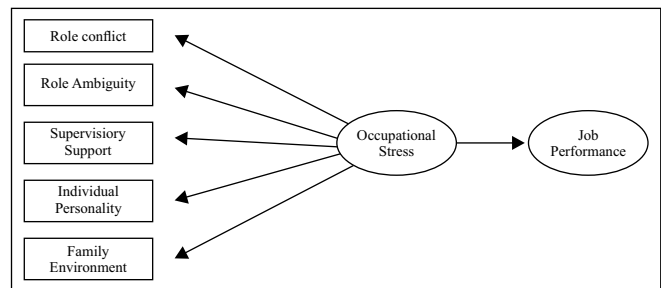 Role conflict
Role Ambiguity
Supervisiory
Support
Individual
Personality
Family
Environment
Occupational
Stress
Job
Performance